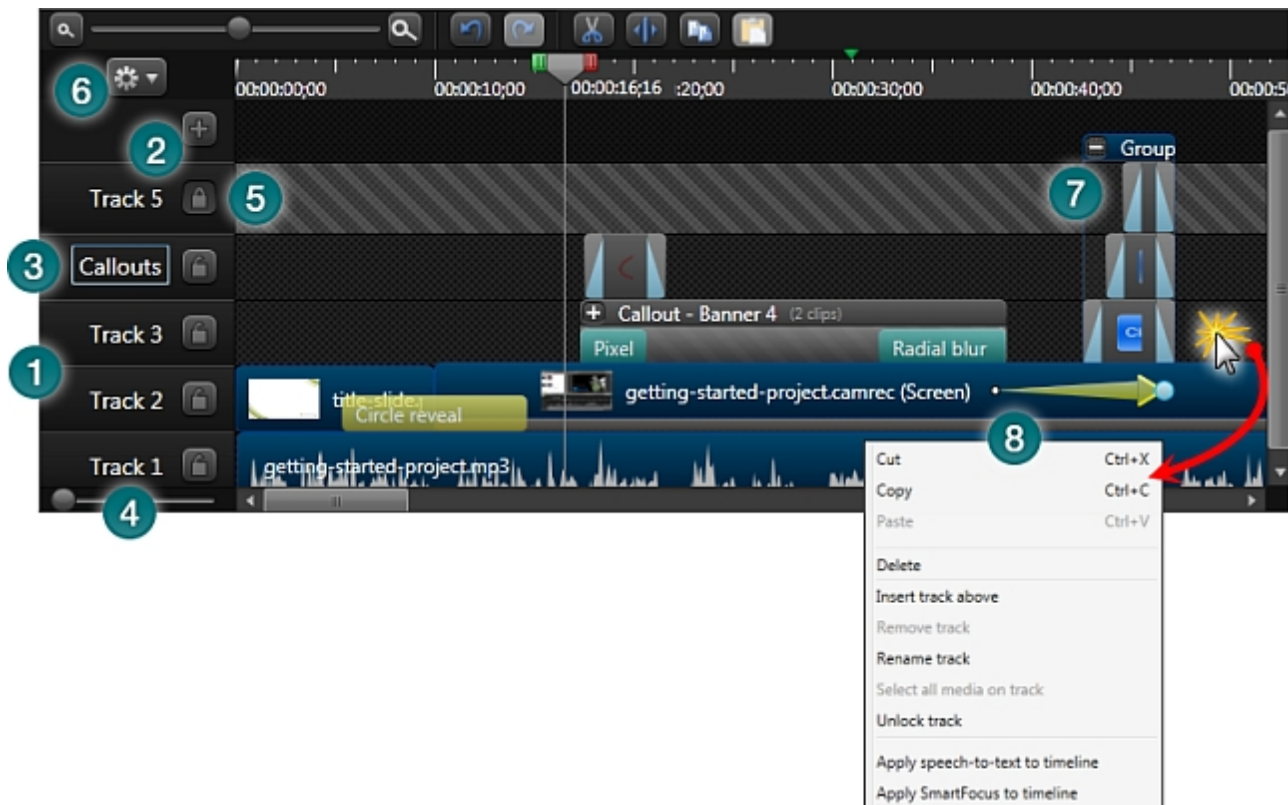 6
00:00:00;00 00:00:10;00 00:00:16;16 :20;00 00:00:30;00 00:00:40;00 00:00:5
2
Group
7
Track 5
5
3
Callouts
Track 3
Callout - Banner 4 (2 clips)
Pixel
Radial blur
1
Track 2
title-slide.
Circle reveal
getting-started-project.camrec (Screen)
8
Track 1
getting-started-project.mp3
4
Cut Ctrl+X
Copy Ctrl+C
Paste Ctrl+V
Delete
Insert track above
Remove track
Rename track
Select all media on track
Unlock track
Apply speech-to-text to timeline
Apply SmartFocus to timeline